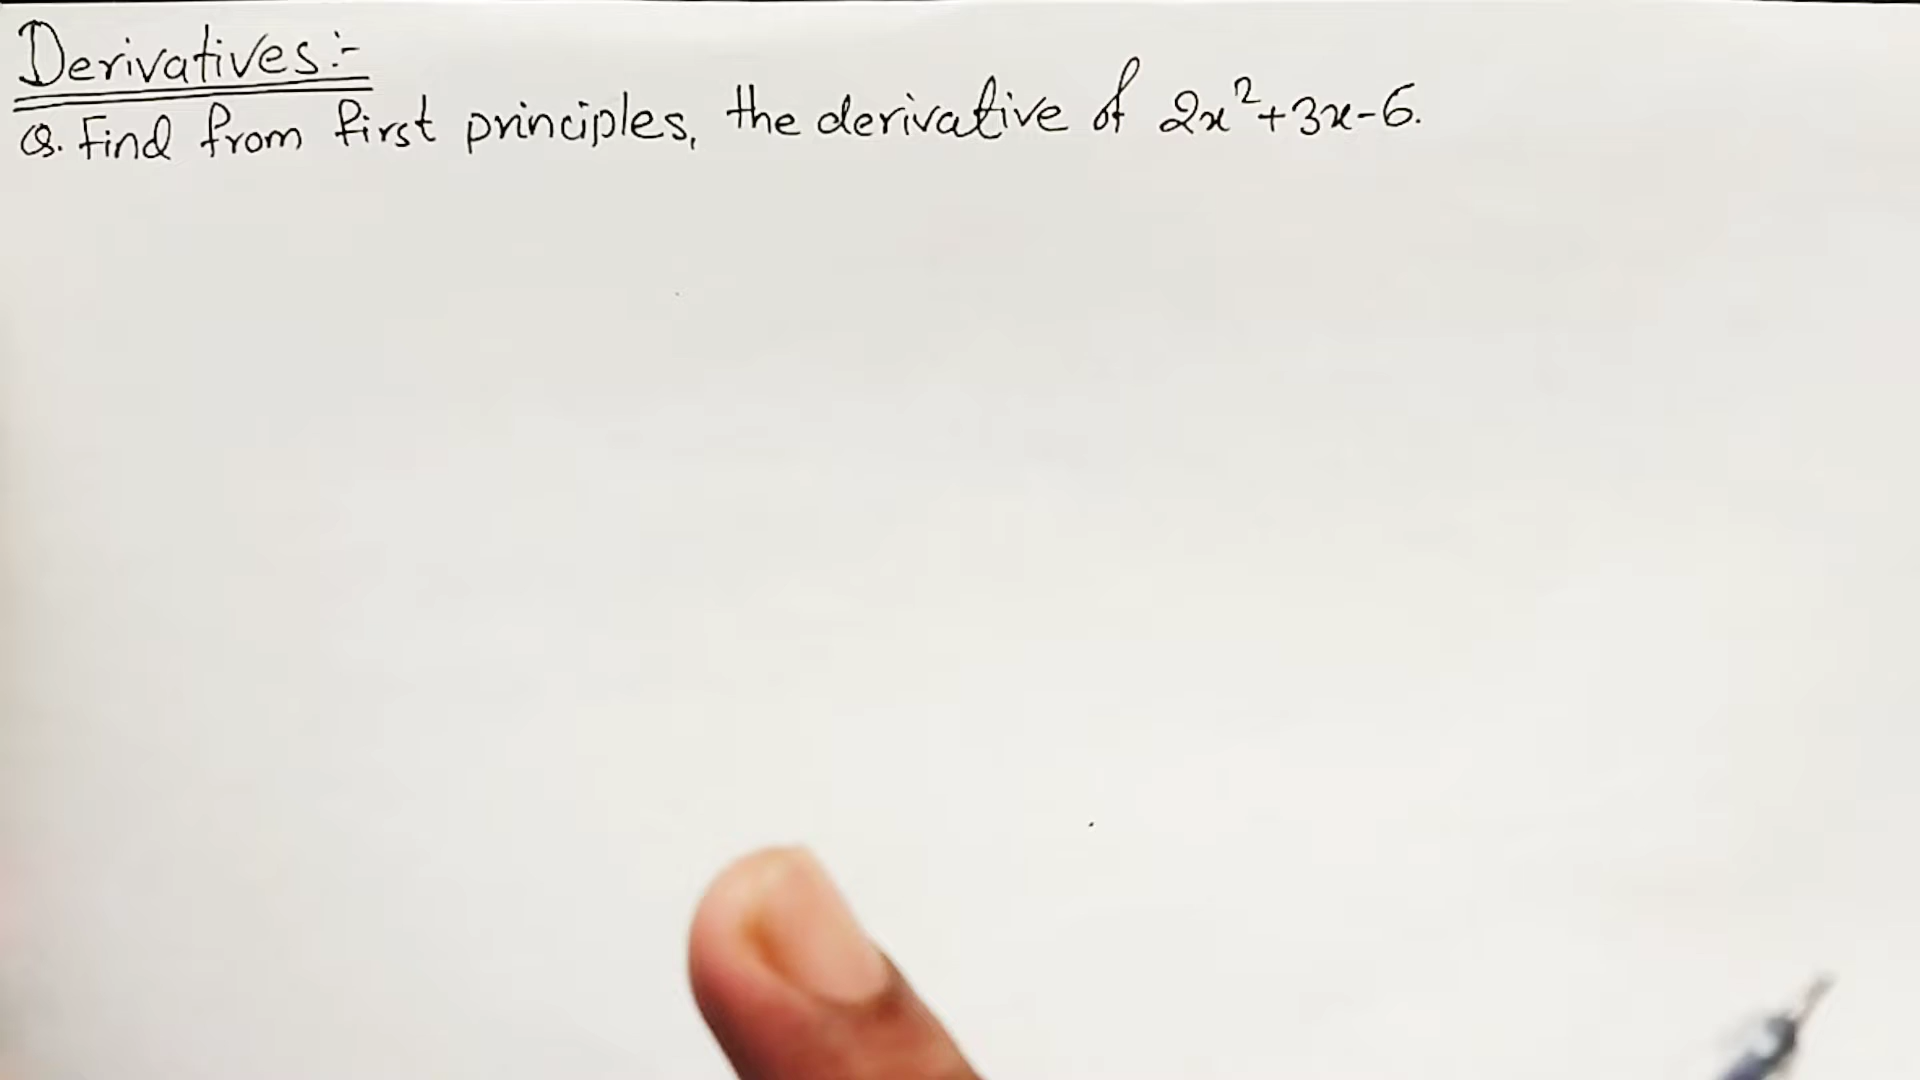 Derivatives:-
Q. Find from first principles, the derivative of 2x²+3x-6.